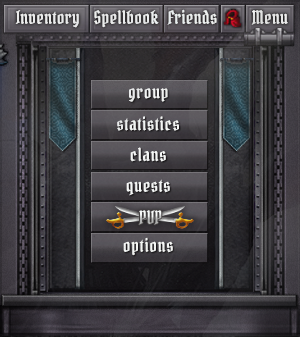 Inventory Spellbook Friends R Menu
group
statistics
clans
quests
pvp
options